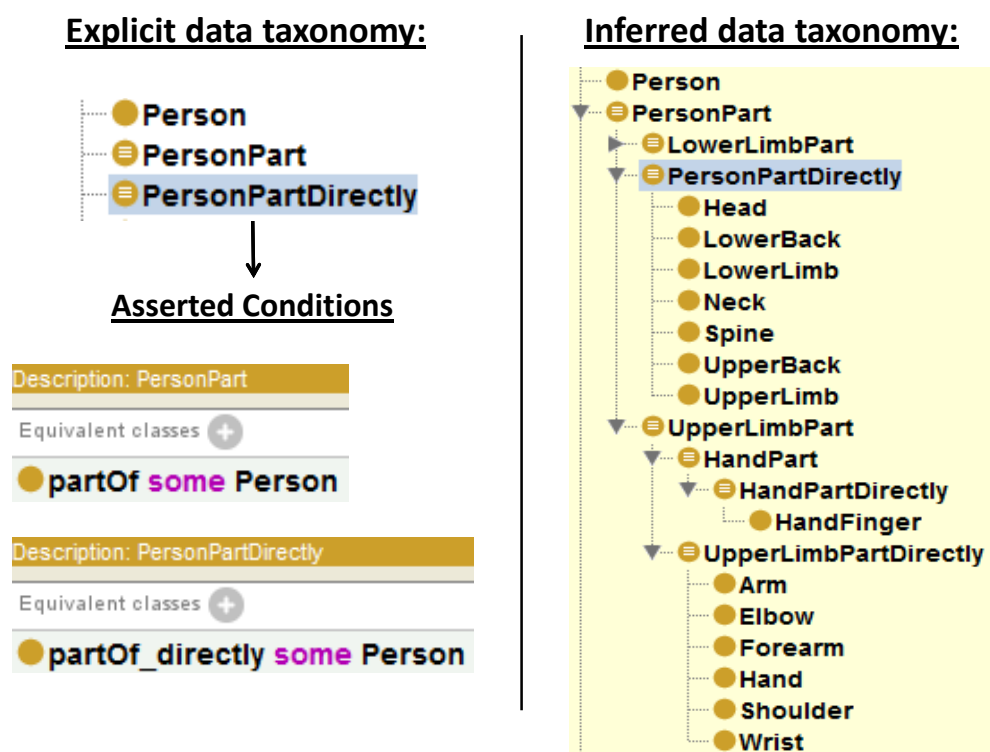 Explicit data taxonomy:
Person
PersonPart
PersonPartDirectly
Asserted Conditions
Description: PersonPart
Equivalent classes
partOf some Person
Description: PersonPartDirectly
Equivalent classes
partOf_directly some Person
Inferred data taxonomy:
Person
PersonPart
LowerLimbPart
PersonPartDirectly
Head
LowerBack
LowerLimb
Neck
Spine
UpperBack
UpperLimb
UpperLimbPart
HandPart
HandPartDirectly
HandFinger
UpperLimbPartDirectly
Arm
Elbow
Forearm
Hand
Shoulder
Wrist